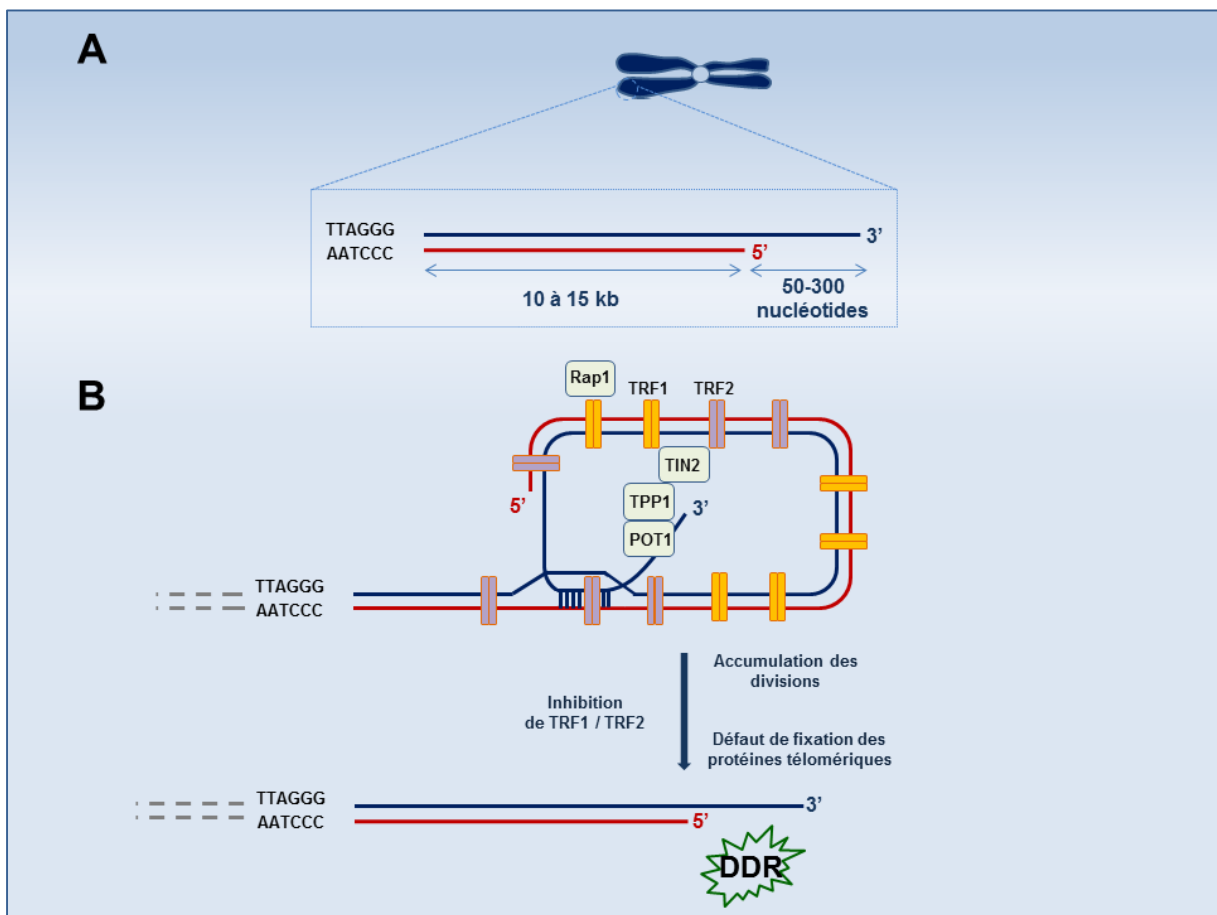 A
TTAGGG
3’
AATCCC
5’
10 à 15 kb
50-300
nucléotides
B
Rap1
TRF1
TRF2
TIN2
TPP1
3’
5’
POT1
TTAGGG
AATCCC
Accumulation des
divisions
Inhibition
de TRF1 / TRF2
Défaut de fixation des
protéines télomériques
TTAGGG
3’
AATCCC
5’
DDR